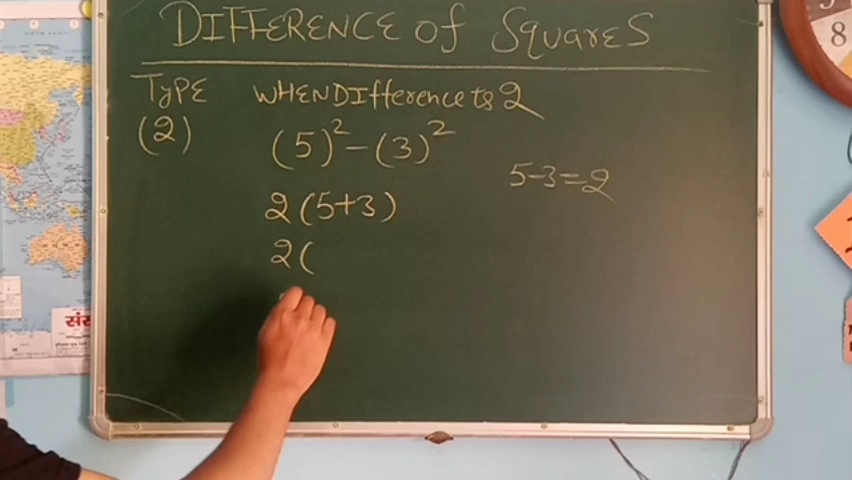 DIFFERENCE of SquarES
TYPE WHEN DIfference is 2
(2) (5)² - (3)²
5-3=2
2 (5+3)
2 (
संस
8